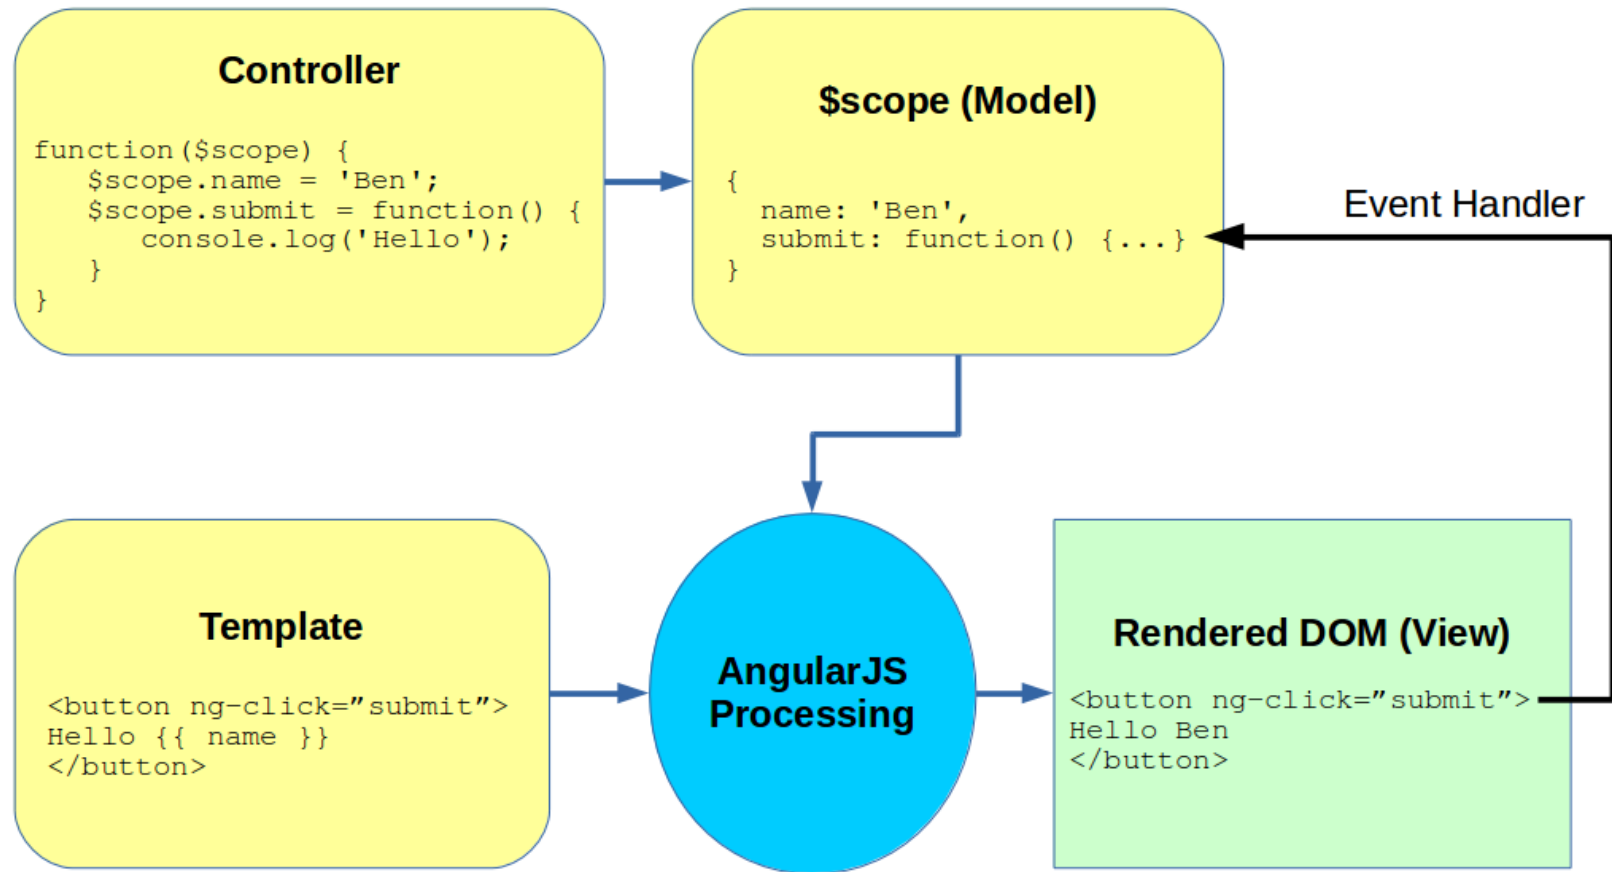 Controller
function($scope) {
$scope.name = 'Ben';
$scope.submit = function() {
console.log('Hello');
}
}
$scope (Model)
{
name: 'Ben',
submit: function() {...}
}
Event Handler
Template
<button ng-click=”submit”>
Hello {{ name }}
</button>
AngularJS
Processing
Rendered DOM (View)
<button ng-click=”submit”>
Hello Ben
</button>